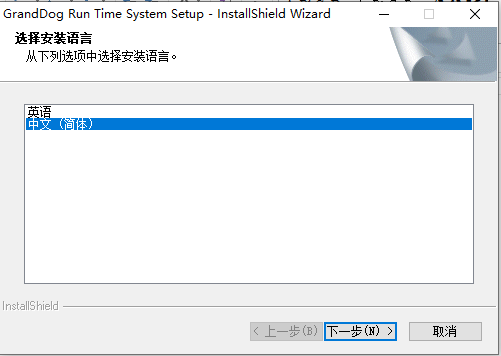 GrandDog Run Time System Setup - InstallShield Wizard
选择安装语言
从下列选项中选择安装语言。
英语
中文 (简体)
InstallShield
< 上一步(B) 下一步(N) > 取消